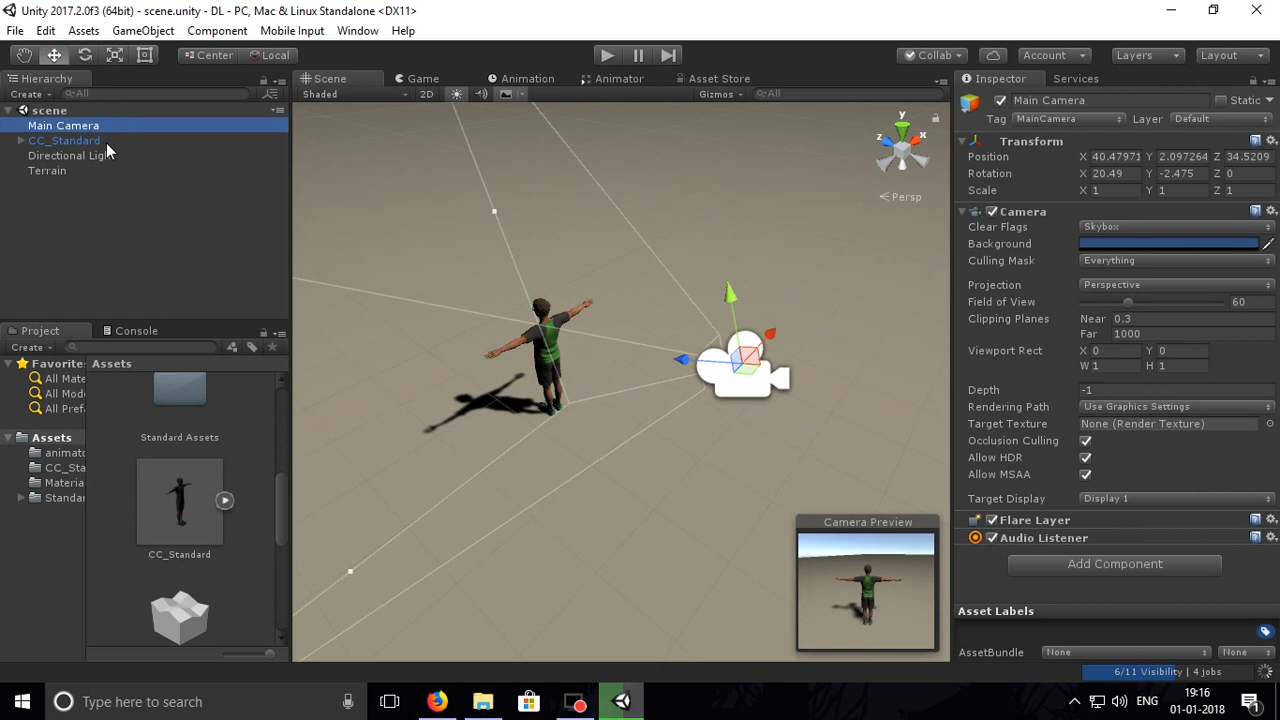 Unity 2017.2.0f3 (64bit) - scene.unity - DL - PC, Mac & Linux Standalone <DX11>
File Edit Assets GameObject Component Mobile Input Window Help
Center Local Collab Account Layers Layout
Hierarchy Scene Game Animation Animator Asset Store Inspector Services
Create All Shaded 2D Gizmos All Main Camera Static
scene
Tag MainCamera Layer Default
Main Camera
CC_Standard
Directional Ligh
Terrain
y
x
z
Persp
Transform
Position X 40.47971 Y 2.097264 Z 34.5209
Rotation X 20.49 Y -2.475 Z 0
Scale X 1 Y 1 Z 1
Camera
Clear Flags Skybox
Background
Culling Mask Everything
Projection Perspective
Field of View 60
Clipping Planes Near 0.3
Far 1000
Viewport Rect X 0 Y 0
W 1 H 1
Depth -1
Rendering Path Use Graphics Settings
Target Texture None (Render Texture)
Occlusion Culling
Allow HDR
Allow MSAA
Target Display Display 1
Flare Layer
Audio Listener
Add Component
Asset Labels
AssetBundle None None
Project Console
Create
Favorite
All Mate
All Mode
All Prefa
Assets
animato
CC_Sta
Materia
Standar
Assets
Standard Assets
CC_Standard
Camera Preview
6/11 Visibility | 4 jobs
Type here to search
ENG
19:16
01-01-2018
1